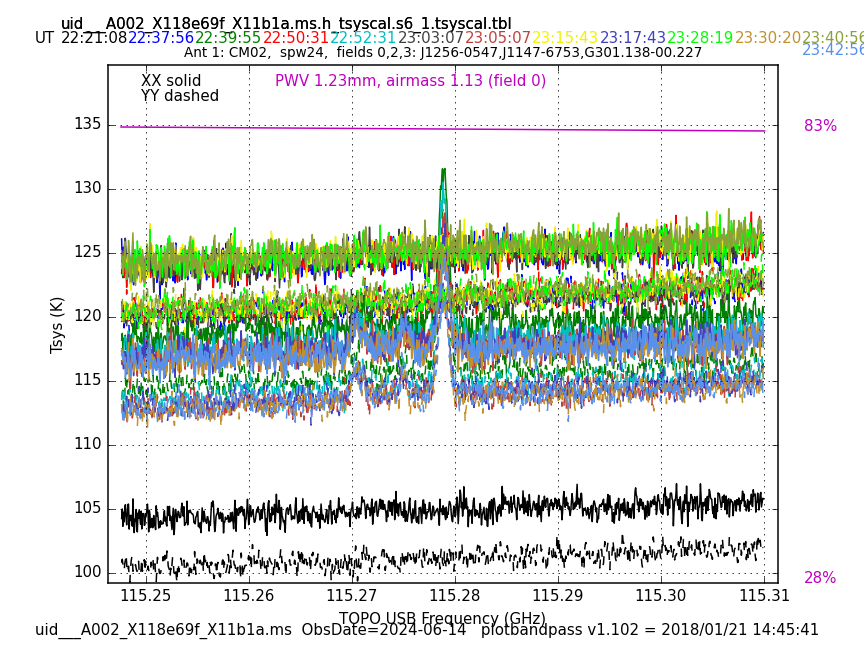 uid___A002_X118e69f_X11b1a.ms.h_tsyscal.s6_1.tsyscal.tbl
UT 22:21:08 22:37:56 22:39:55 22:50:31 22:52:31 23:03:07 23:05:07 23:15:43 23:17:43 23:28:19 23:30:20 23:40:56
23:42:56
Ant 1: CM02,  spw24,  fields 0,2,3: J1256-0547,J1147-6753,G301.138-00.227
XX solid
YY dashed
PWV 1.23mm, airmass 1.13 (field 0)
83%
28%
135
130
125
120
115
110
105
100
Tsys (K)
115.25 115.26 115.27 115.28 115.29 115.30 115.31
TOPO USB Frequency (GHz)
uid___A002_X118e69f_X11b1a.ms  ObsDate=2024-06-14   plotbandpass v1.102 = 2018/01/21 14:45:41